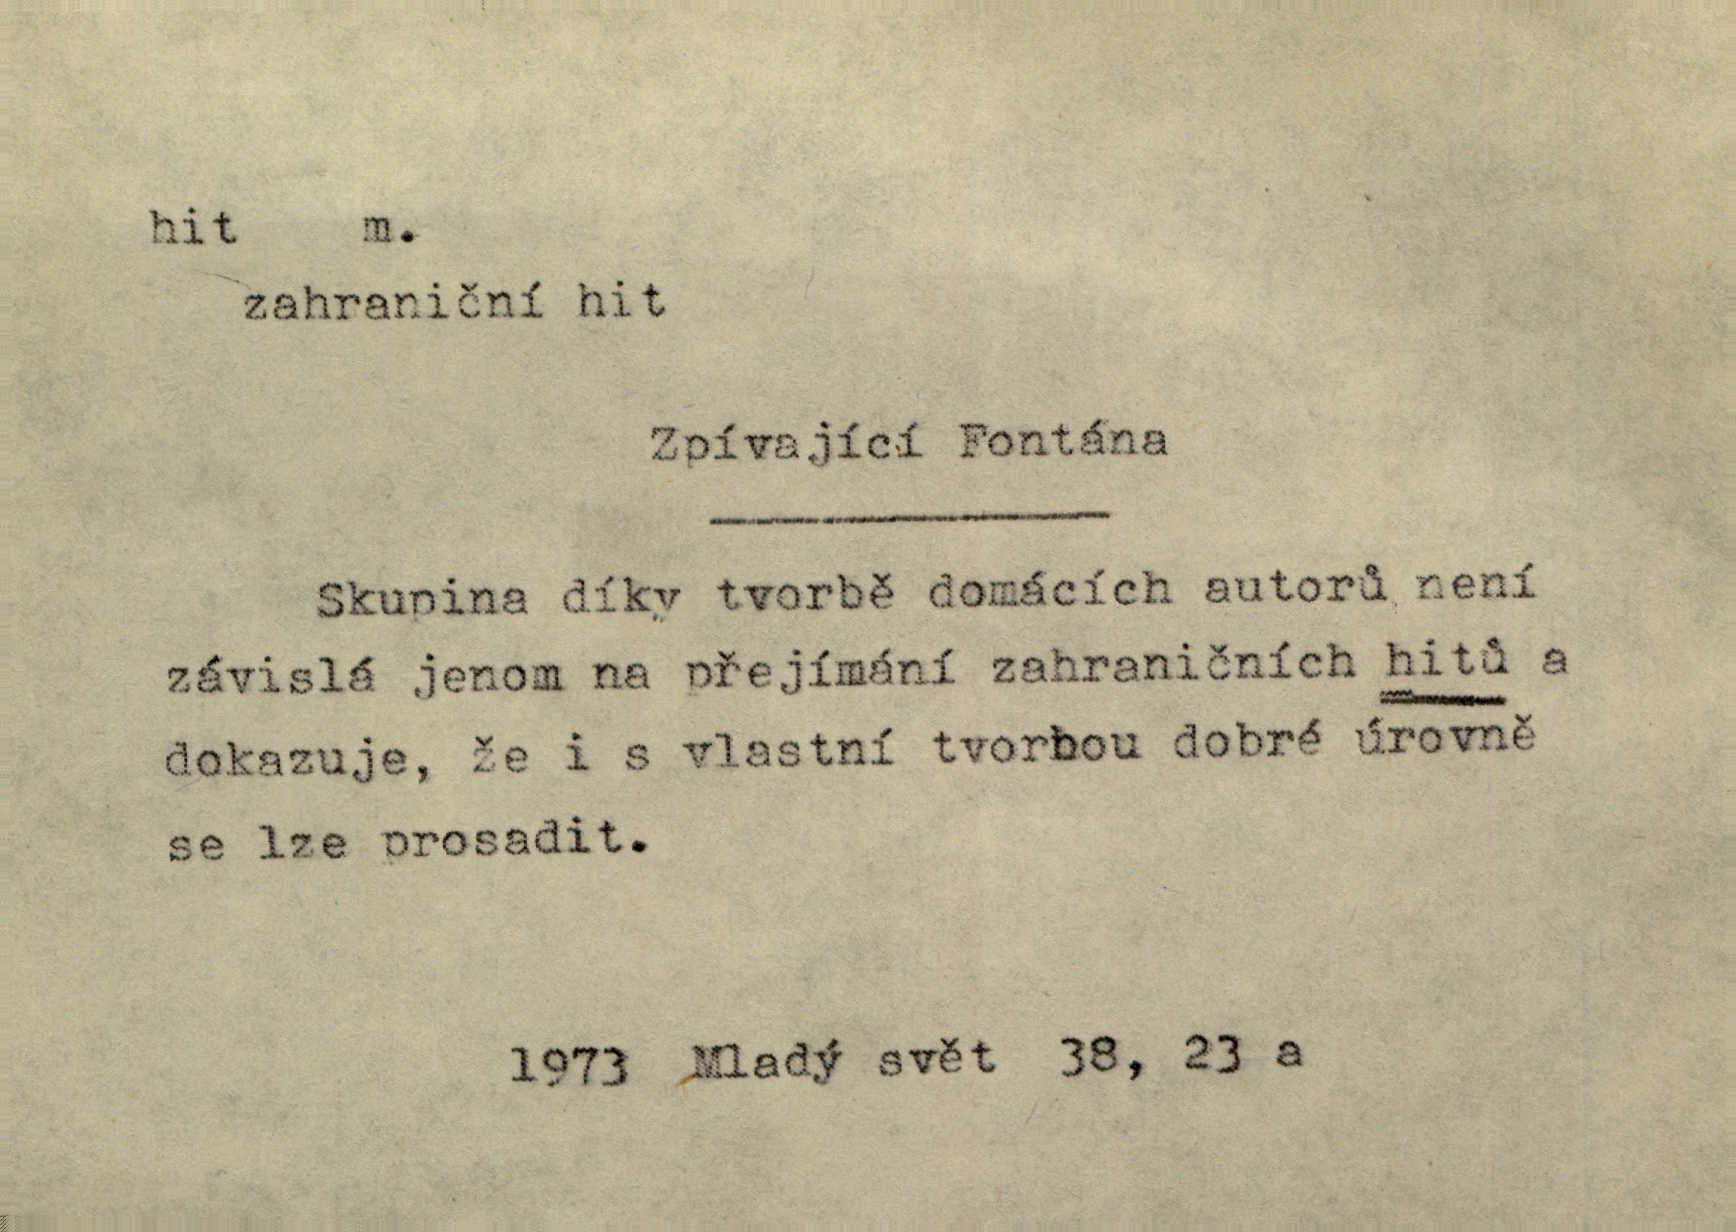 hit m.
zahraniční hit
Zpívající Fontána
Skupina díky tvorbě domácích autorů není
závislá jenom na přejímání zahraničních hitů a
dokazuje, že i s vlastní tvorbou dobré úrovně
se lze prosadit.
1973 Mladý svět 38, 23 a